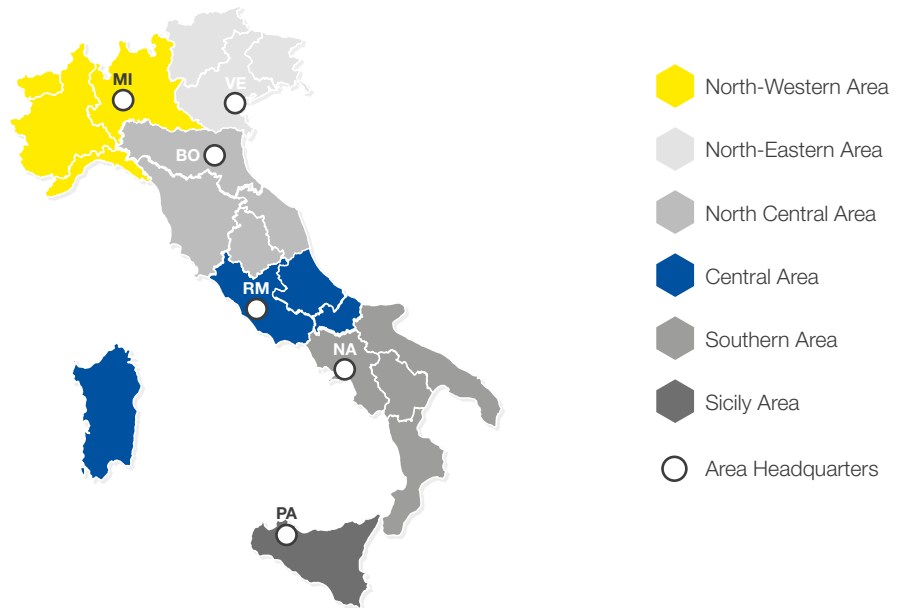 MI
VE
BO
RM
NA
PA
North-Western Area
North-Eastern Area
North Central Area
Central Area
Southern Area
Sicily Area
Area Headquarters